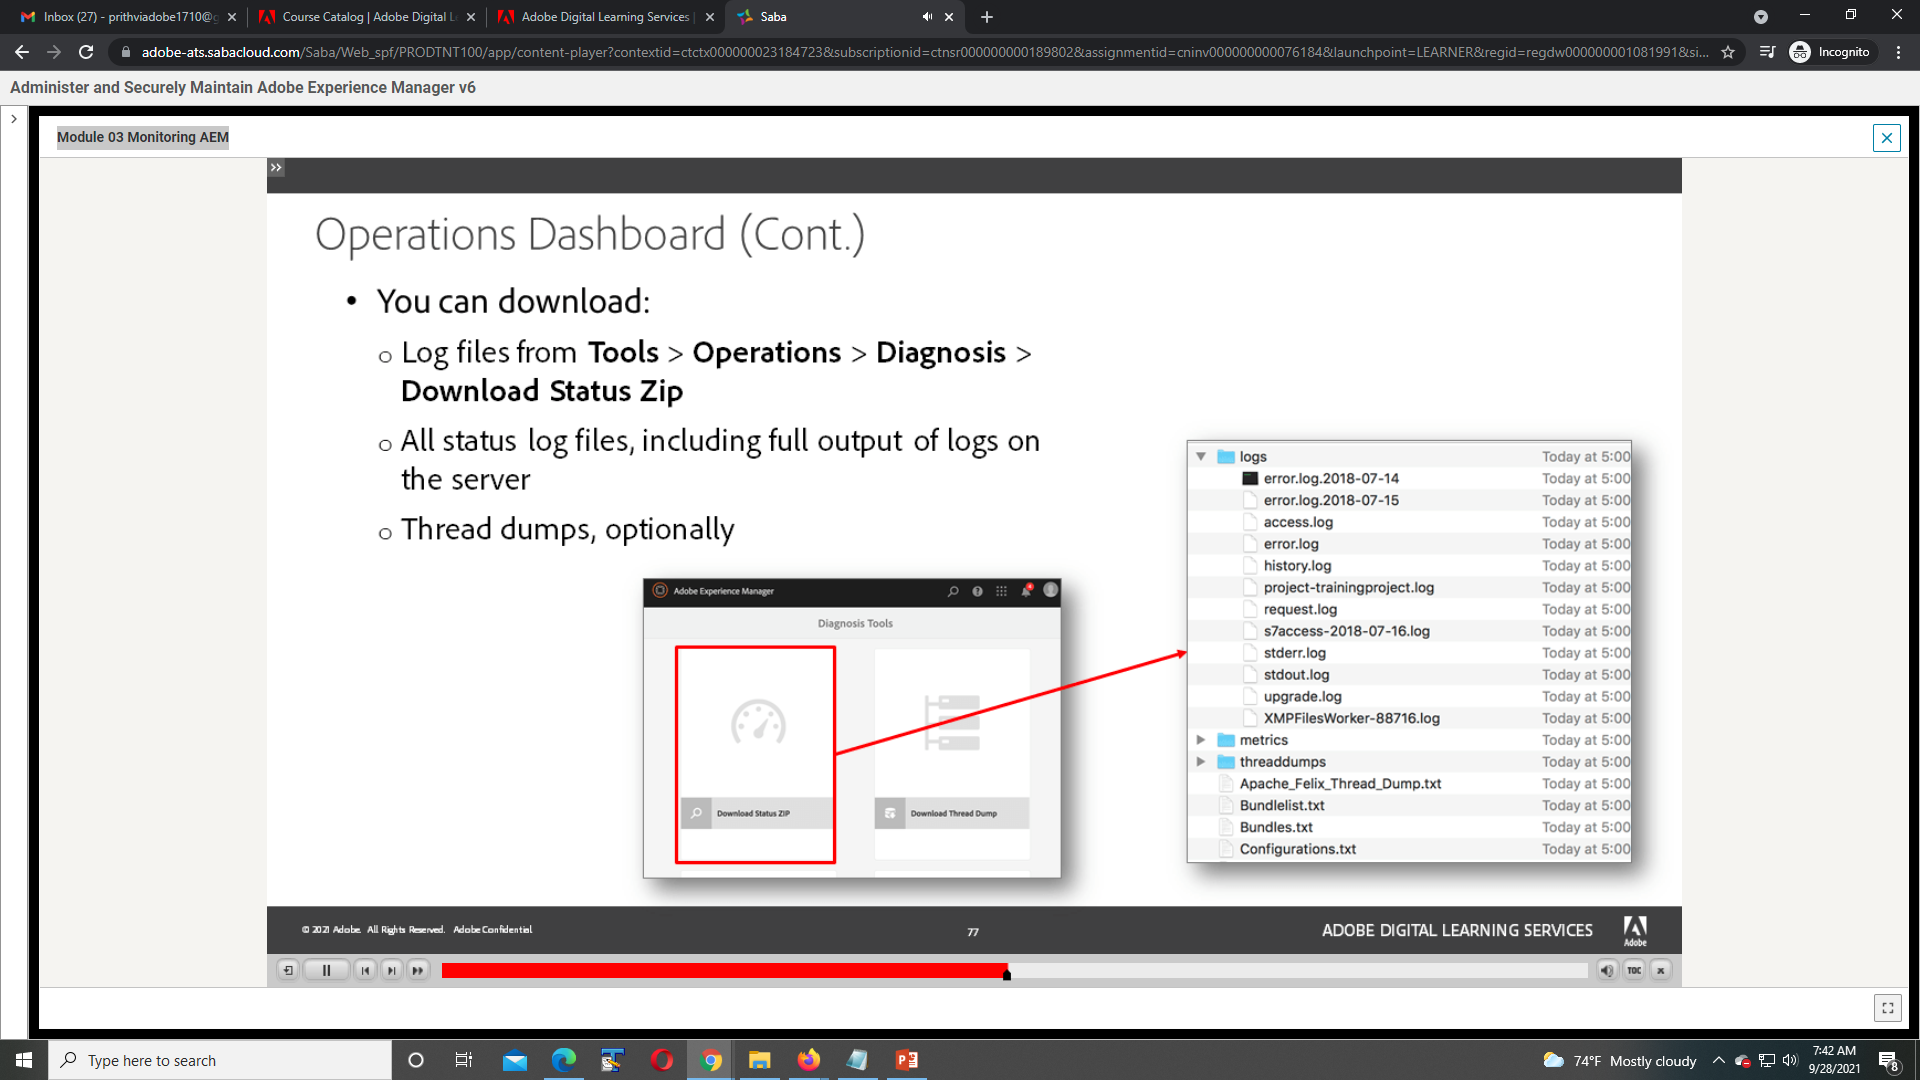 Inbox (27) - prithviadobe1710@g
Course Catalog | Adobe Digital L
Adobe Digital Learning Services |
Saba
adobe-ats.sabacloud.com/Saba/Web_spf/PRODTNT100/app/content-player?contextid=ctctx000000023184723&subscriptionid=ctnsr0000000000189802&assignmentid=cninv000000000076184&launchpoint=LEARNER&regid=regdw000000001081991&si...
Incognito
Administer and Securely Maintain Adobe Experience Manager v6
Module 03 Monitoring AEM
Operations Dashboard (Cont.)
• You can download:
o Log files from Tools > Operations > Diagnosis >
Download Status Zip
o All status log files, including full output of logs on
the server
o Thread dumps, optionally
Adobe Experience Manager
Diagnosis Tools
Download Status ZIP
Download Thread Dump
logs Today at 5:00
error.log.2018-07-14 Today at 5:00
error.log.2018-07-15 Today at 5:00
access.log Today at 5:00
error.log Today at 5:00
history.log Today at 5:00
project-trainingproject.log Today at 5:00
request.log Today at 5:00
s7access-2018-07-16.log Today at 5:00
stderr.log Today at 5:00
stdout.log Today at 5:00
upgrade.log Today at 5:00
XMPFilesWorker-88716.log Today at 5:00
metrics Today at 5:00
threaddumps Today at 5:00
Apache_Felix_Thread_Dump.txt Today at 5:00
Bundlelist.txt Today at 5:00
Bundles.txt Today at 5:00
Configurations.txt Today at 5:00
© 2021 Adobe. All Rights Reserved. Adobe Confidential.
77
ADOBE DIGITAL LEARNING SERVICES
Adobe
TOC
Type here to search
74°F Mostly cloudy
7:42 AM
9/28/2021
8